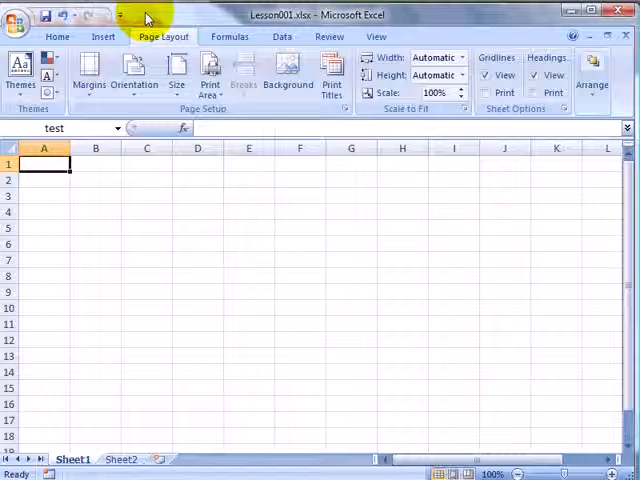 Lesson001.xlsx - Microsoft Excel
Home Insert Page Layout Formulas Data Review View
Themes
Margins Orientation Size Print Area Breaks Background Print Titles
Width: Automatic
Height: Automatic
Scale: 100%
Gridlines Headings
View View
Print Print
Arrange
Themes Page Setup Scale to Fit Sheet Options
test fx
A B C D E F G H I J K L
1
2
3
4
5
6
7
8
9
10
11
12
13
14
15
16
17
18
19
Sheet1 Sheet2
Ready 100%